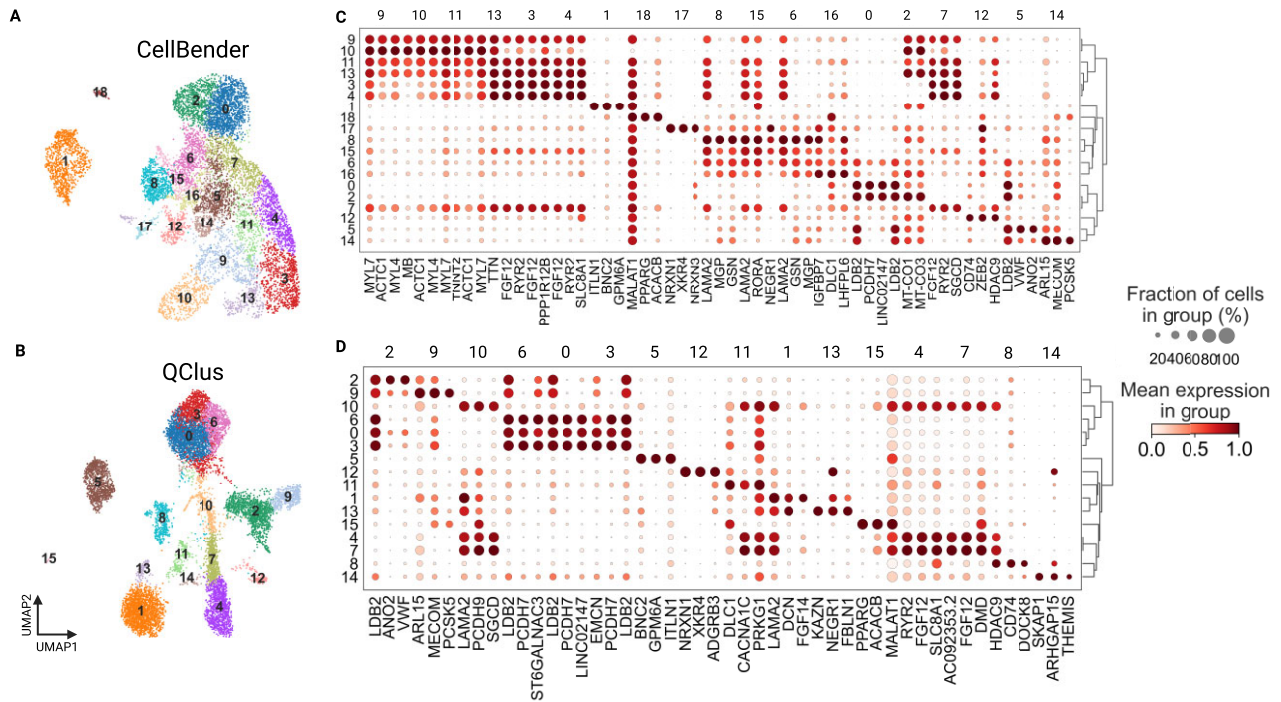 A
CellBender
18
2
0
1
6
7
15
8
16
5
4
14
17
12
11
9
3
10
13
B
QClus
3
6
0
5
9
10
2
8
11
7
15
13
14
12
1
4
UMAP2
UMAP1
C
9 10 11 13 3 4 1 18 17 8 15 6 16 0 2 7 12 5 14
9
10
11
13
3
4
1
18
17
8
15
6
16
0
2
7
12
5
14
MYL7
ACTC1
MYL4
MB
ACTC1
MYL4
MYL7
TNNT2
ACTC1
MYL7
TTN
FGF12
RYR2
FGF12
PPP1R12B
FGF12
RYR2
SLC8A1
ITLN1
BNC2
GPM6A
MALAT1
PPARG
ACACB
NRXN1
XKR4
NRXN3
LAMA2
MGP
GSN
LAMA2
RORA
NEGR1
LAMA2
GSN
MGP
IGFBP7
DLC1
LHFPL6
LDB2
PCDH7
LINC02147
LDB2
MT-CO1
MT-CO3
FGF12
RYR2
SGCD
CD74
ZEB2
HDAC9
LDB2
VWF
ANO2
ARL15
MECOM
PCSK5
D
2 9 10 6 0 3 5 12 11 1 13 15 4 7 8 14
2
9
10
6
0
3
5
12
11
1
13
15
4
7
8
14
LDB2
ANO2
VWF
ARL15
MECOM
PCSK5
LAMA2
PCDH9
SGCD
LDB2
PCDH7
ST6GALNAC3
LDB2
PCDH7
LINC02147
EMCN
PCDH7
LDB2
BNC2
GPM6A
ITLN1
NRXN1
XKR4
ADGRB3
DLC1
CACNA1C
PRKG1
LAMA2
DCN
FGF14
KAZN
NEGR1
FBLN1
PPARG
ACACB
MALAT1
RYR2
FGF12
SLC8A1
AC092353.2
FGF12
DMD
HDAC9
CD74
DOCK8
SKAP1
ARHGAP15
THEMIS
Fraction of cells
in group (%)
20406080100
Mean expression
in group
0.0 0.5 1.0